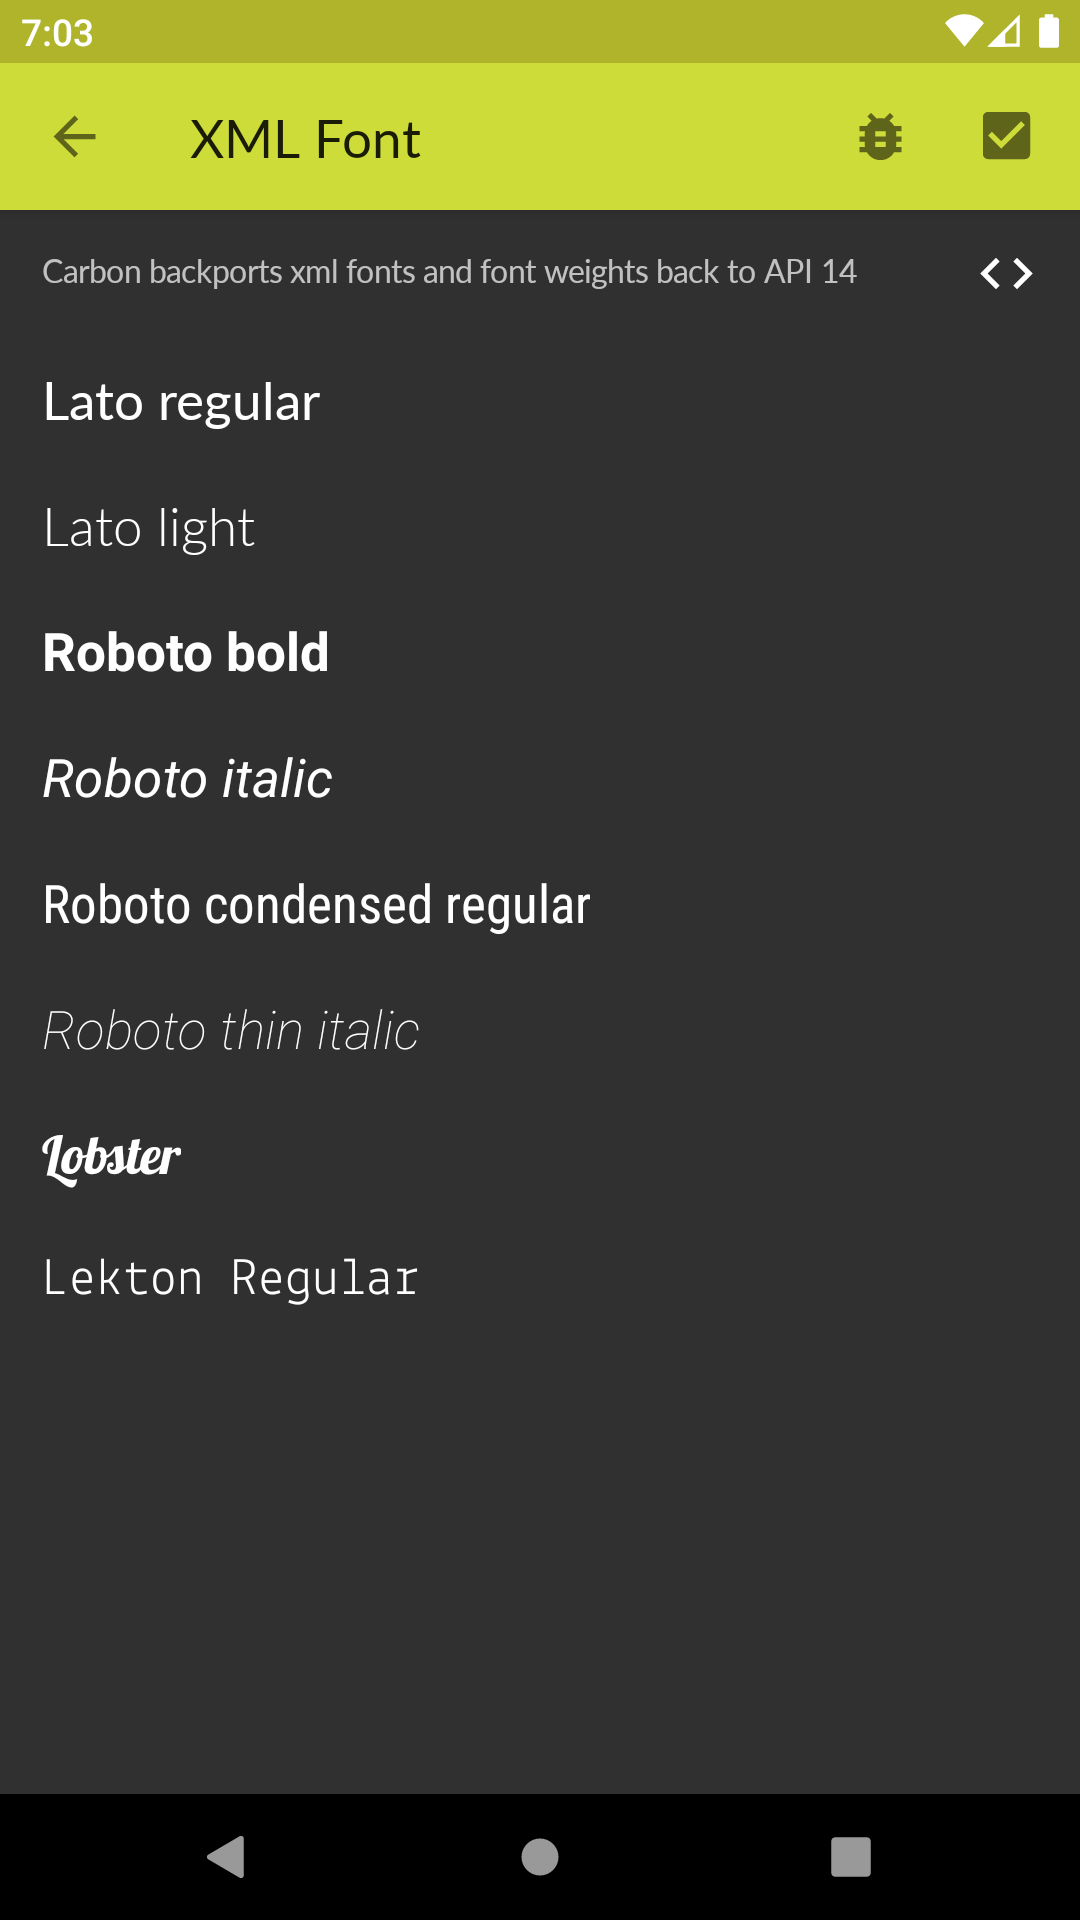 7:03
XML Font
Carbon backports xml fonts and font weights back to API 14
Lato regular
Lato light
Roboto bold
Roboto italic
Roboto condensed regular
Roboto thin italic
Lobster
Lekton Regular